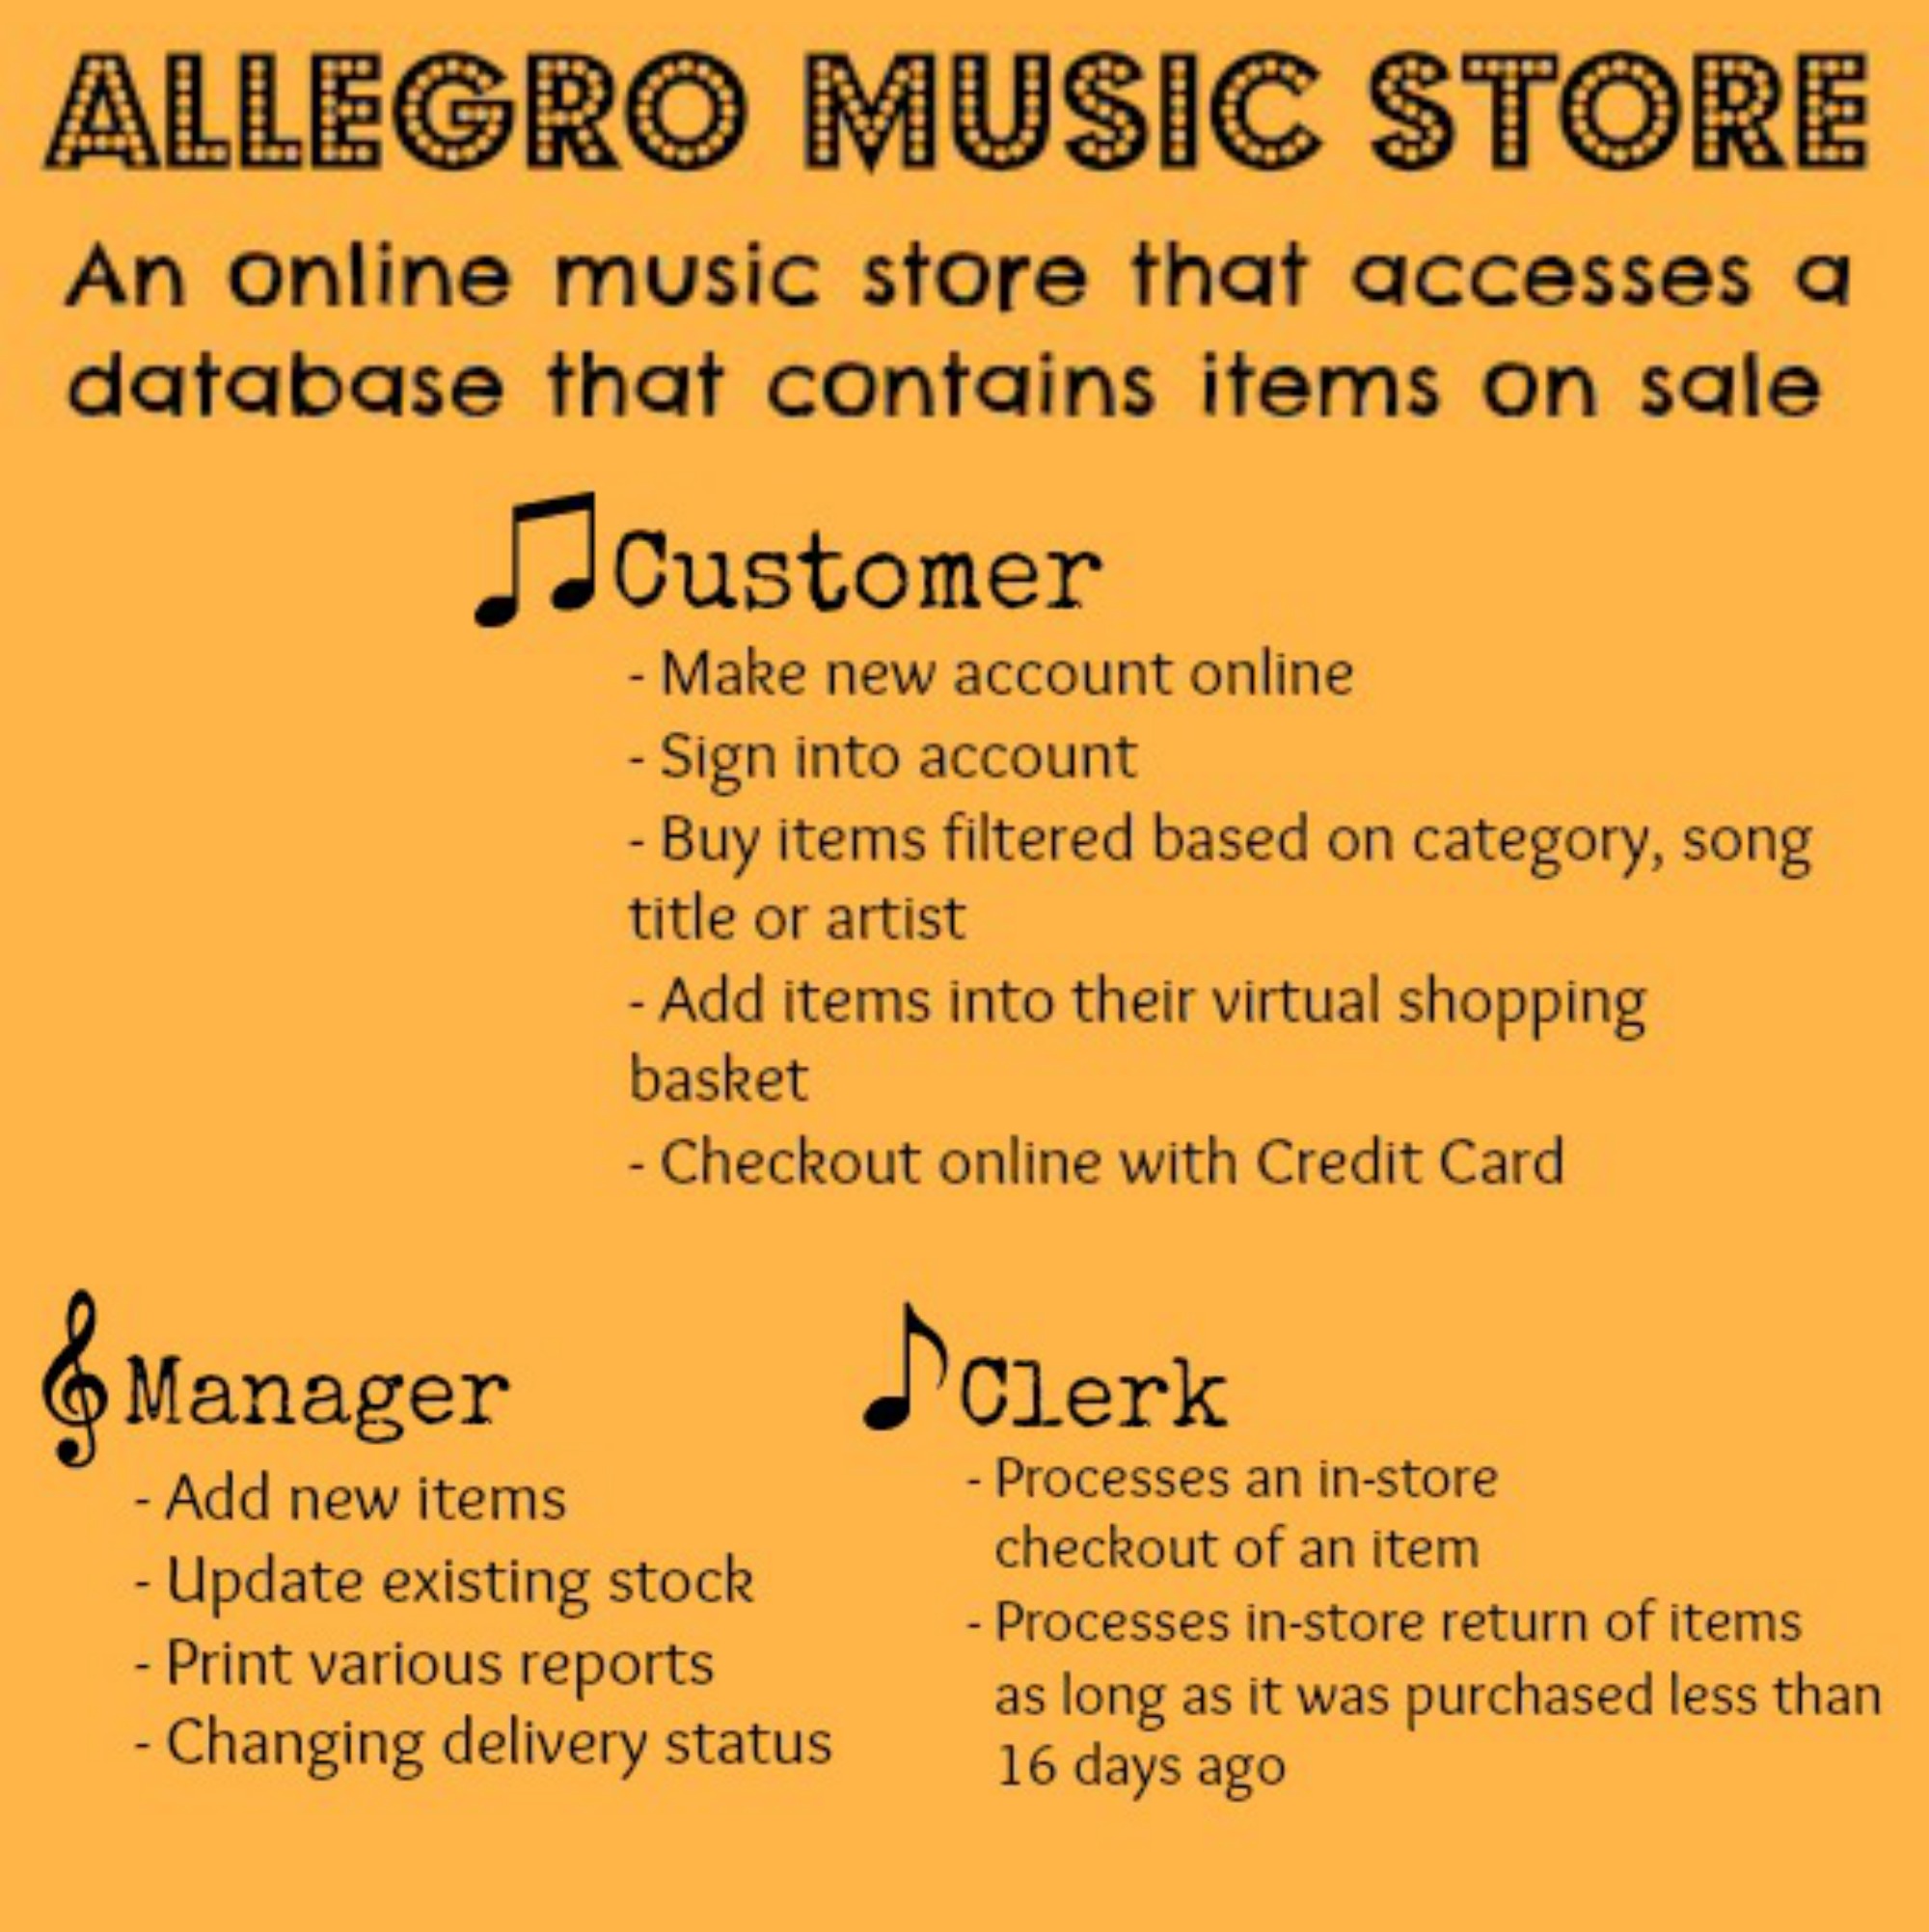 ALLEGRO MUSIC STORE
An online music store that accesses a
database that contains items on sale
Customer
- Make new account online
- Sign into account
- Buy items filtered based on category, song
title or artist
- Add items into their virtual shopping
basket
- Checkout online with Credit Card
Manager
- Add new items
- Update existing stock
- Print various reports
- Changing delivery status
Clerk
- Processes an in-store
checkout of an item
- Processes in-store return of items
as long as it was purchased less than
16 days ago